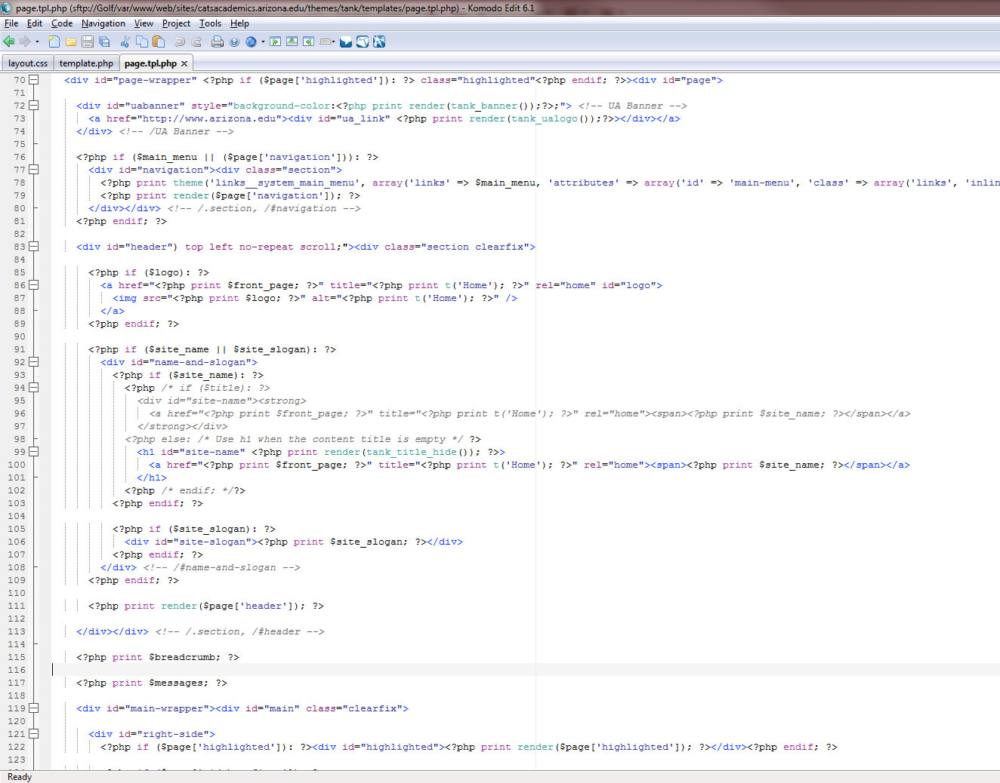 page.tpl.php (sftp://Golf/var/www/web/sites/catsacademics.arizona.edu/themes/tank/templates/page.tpl.php) - Komodo Edit 6.1
File Edit Code Navigation View Project Tools Help
layout.css template.php page.tpl.php
70 <div id="page-wrapper" <?php if ($page['highlighted']): ?> class="highlighted"<?php endif; ?>><div id="page">
71
72 <div id="uabanner" style="background-color:<?php print render(tank_banner());?>;"> <!-- UA Banner -->
73 <a href="http://www.arizona.edu"><div id="ua_link" <?php print render(tank_ualogo());?>></div></a>
74 </div> <!-- /UA Banner -->
75
76 <?php if ($main_menu || ($page['navigation'])): ?>
77 <div id="navigation"><div class="section">
78 <?php print theme('links__system_main_menu', array('links' => $main_menu, 'attributes' => array('id' => 'main-menu', 'class' => array('links', 'inlin
79 <?php print render($page['navigation']); ?>
80 </div></div> <!-- /.section, /#navigation -->
81 <?php endif; ?>
82
83 <div id="header") top left no-repeat scroll;"><div class="section clearfix">
84
85 <?php if ($logo): ?>
86 <a href="<?php print $front_page; ?>" title="<?php print t('Home'); ?>" rel="home" id="logo">
87 <img src="<?php print $logo; ?>" alt="<?php print t('Home'); ?>" />
88 </a>
89 <?php endif; ?>
90
91 <?php if ($site_name || $site_slogan): ?>
92 <div id="name-and-slogan">
93 <?php if ($site_name): ?>
94 <?php /* if ($title): ?>
95 <div id="site-name"><strong>
96 <a href="<?php print $front_page; ?>" title="<?php print t('Home'); ?>" rel="home"><span><?php print $site_name; ?></span></a>
97 </strong></div>
98 <?php else: /* Use h1 when the content title is empty */ ?>
99 <h1 id="site-name" <?php print render(tank_title_hide()); ?>>
100 <a href="<?php print $front_page; ?>" title="<?php print t('Home'); ?>" rel="home"><span><?php print $site_name; ?></span></a>
101 </h1>
102 <?php /* endif; */?>
103 <?php endif; ?>
104
105 <?php if ($site_slogan): ?>
106 <div id="site-slogan"><?php print $site_slogan; ?></div>
107 <?php endif; ?>
108 </div> <!-- /#name-and-slogan -->
109 <?php endif; ?>
110
111 <?php print render($page['header']); ?>
112
113 </div></div> <!-- /.section, /#header -->
114
115 <?php print $breadcrumb; ?>
116
117 <?php print $messages; ?>
118
119 <div id="main-wrapper"><div id="main" class="clearfix">
120
121 <div id="right-side">
122 <?php if ($page['highlighted']): ?><div id="highlighted"><?php print render($page['highlighted']); ?></div><?php endif; ?>
123
Ready